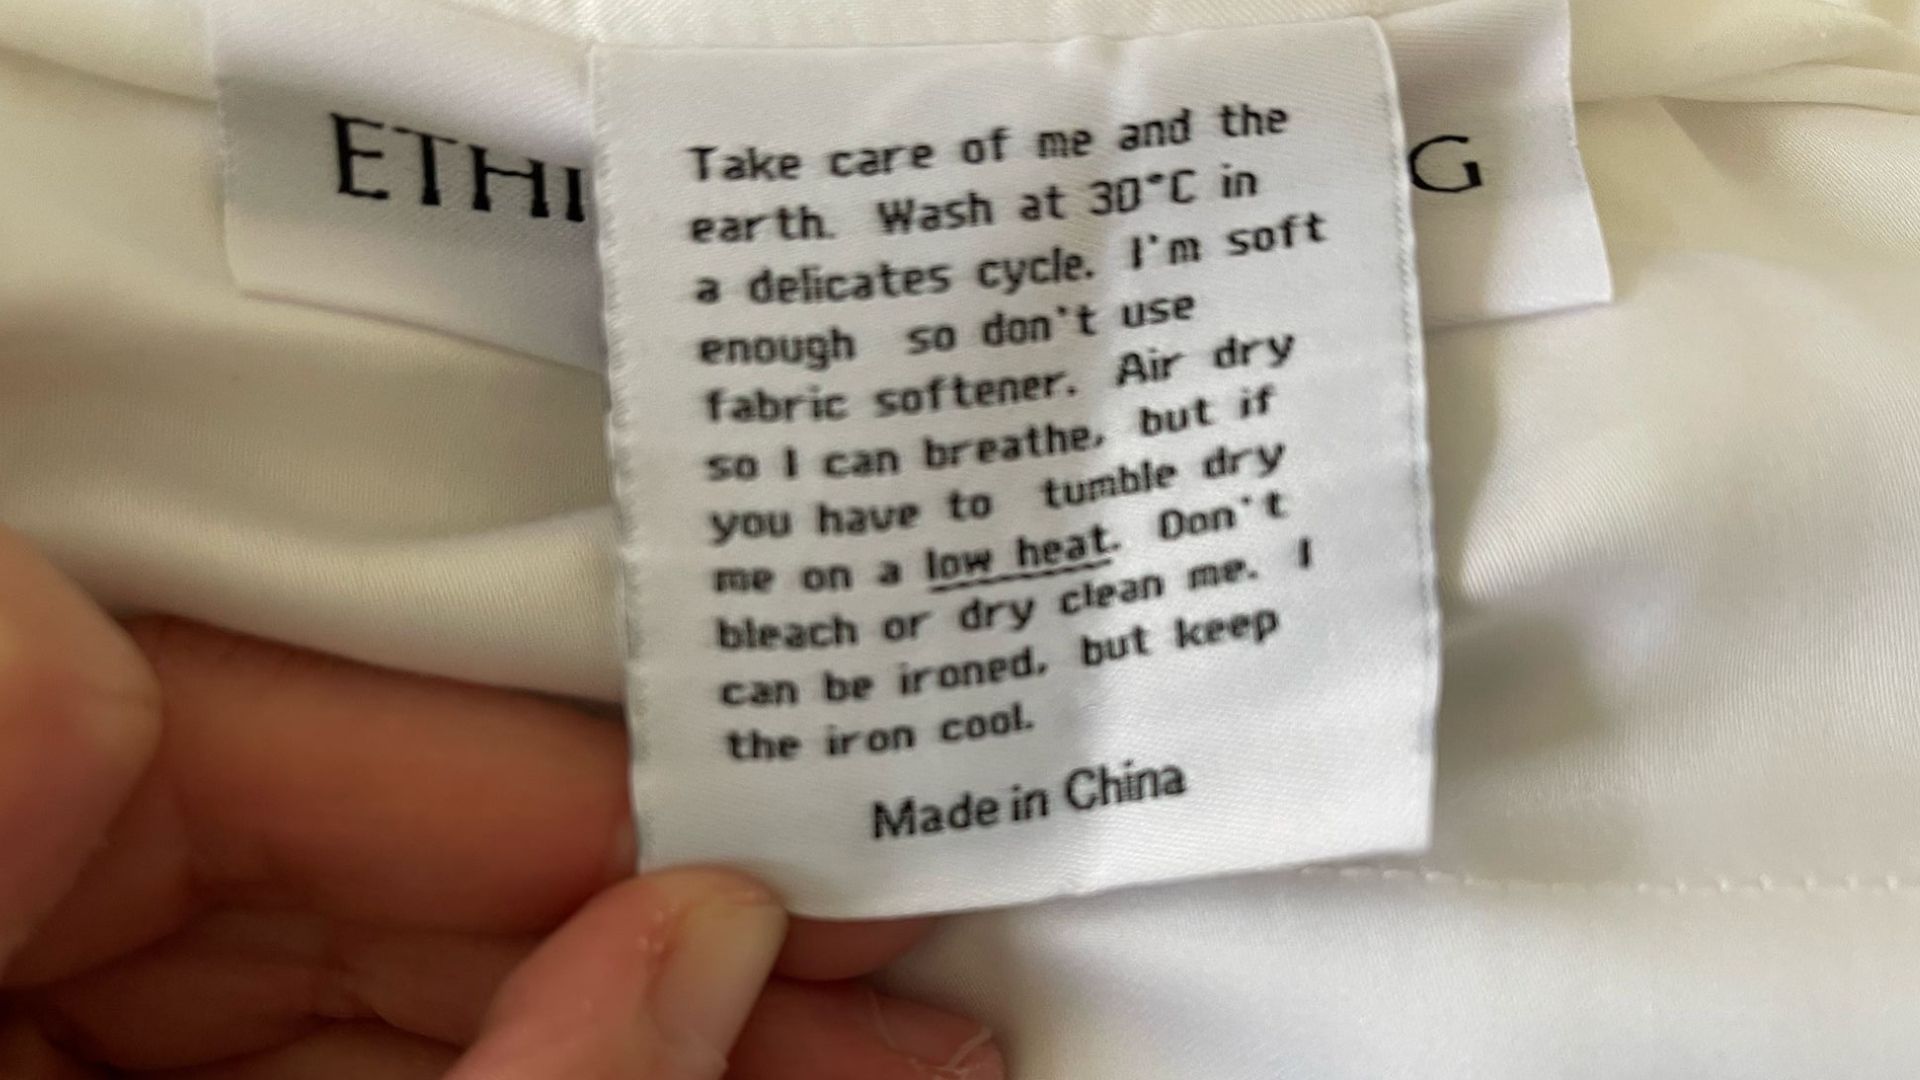 ETHI
G
Take care of me and the
earth. Wash at 30°C in
a delicates cycle. I'm soft
enough so don't use
fabric softener. Air dry
so I can breathe, but if
you have to tumble dry
me on a low heat. Don't
bleach or dry clean me. I
can be ironed, but keep
the iron cool.
Made in China